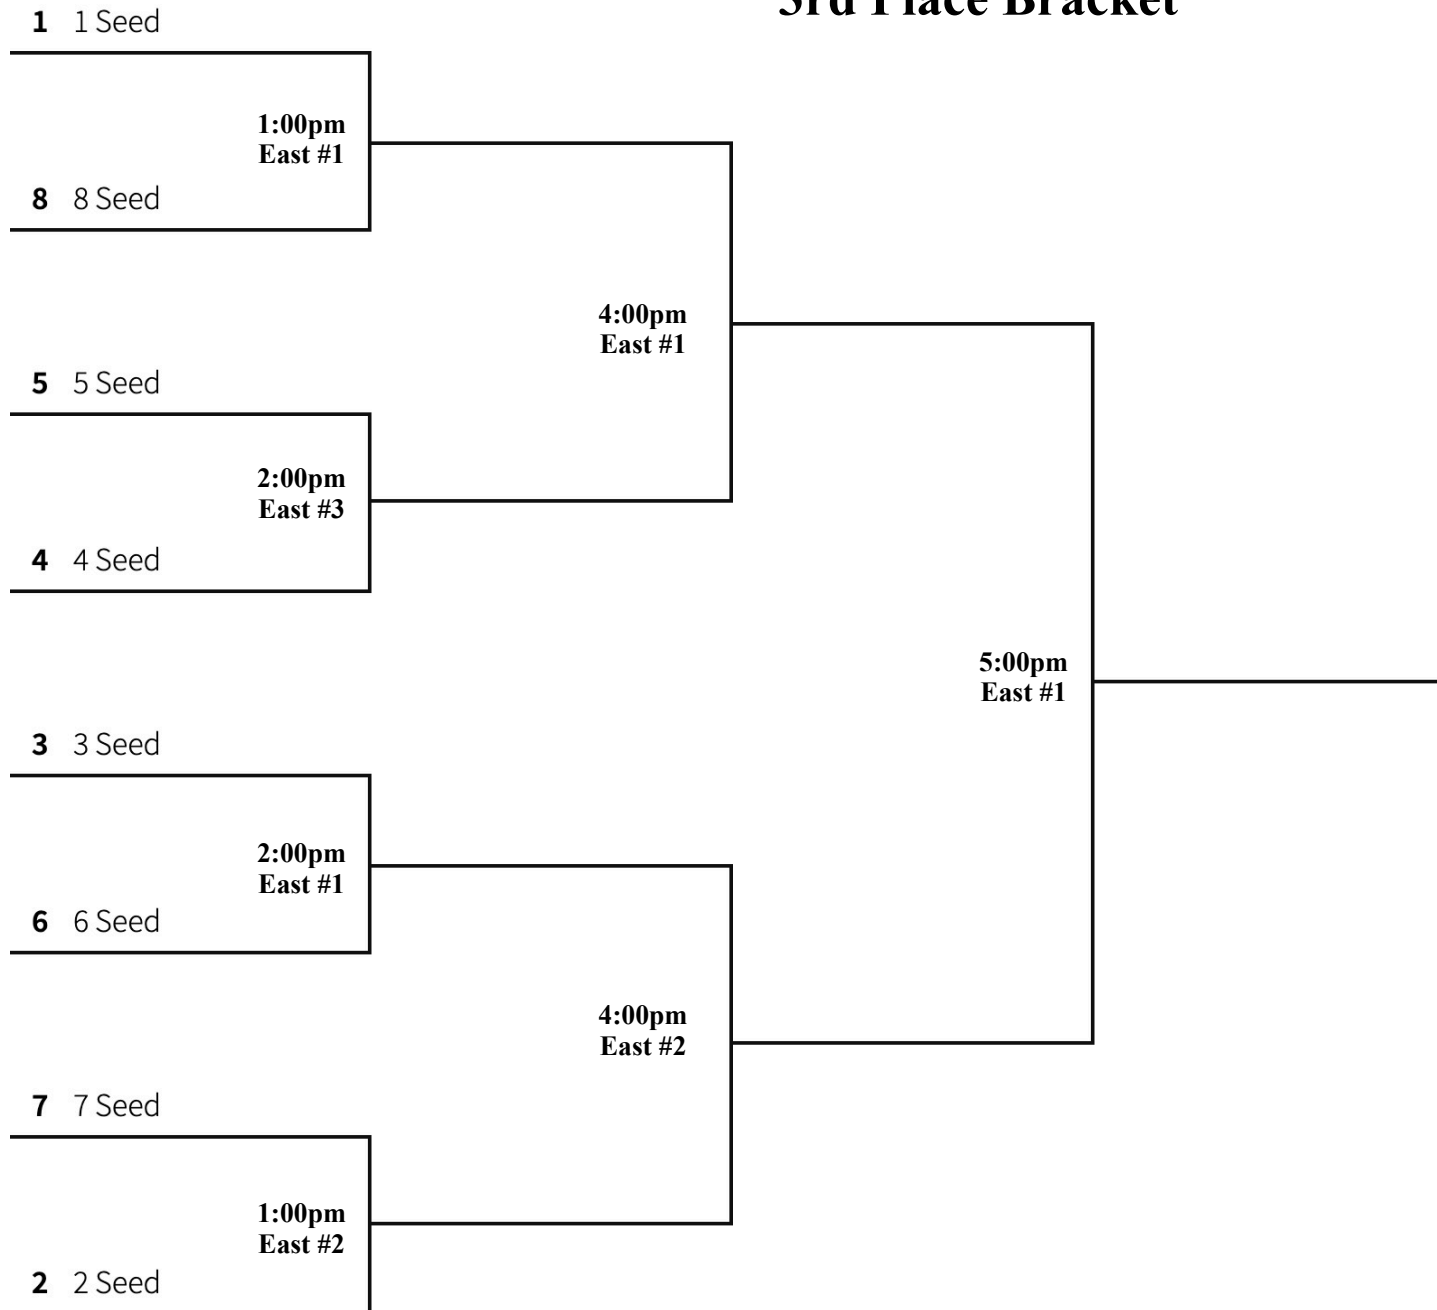 3rd Place Bracket
1 1 Seed
1:00pm
East #1
8 8 Seed
4:00pm
East #1
5 5 Seed
2:00pm
East #3
4 4 Seed
5:00pm
East #1
3 3 Seed
2:00pm
East #1
6 6 Seed
4:00pm
East #2
7 7 Seed
1:00pm
East #2
2 2 Seed